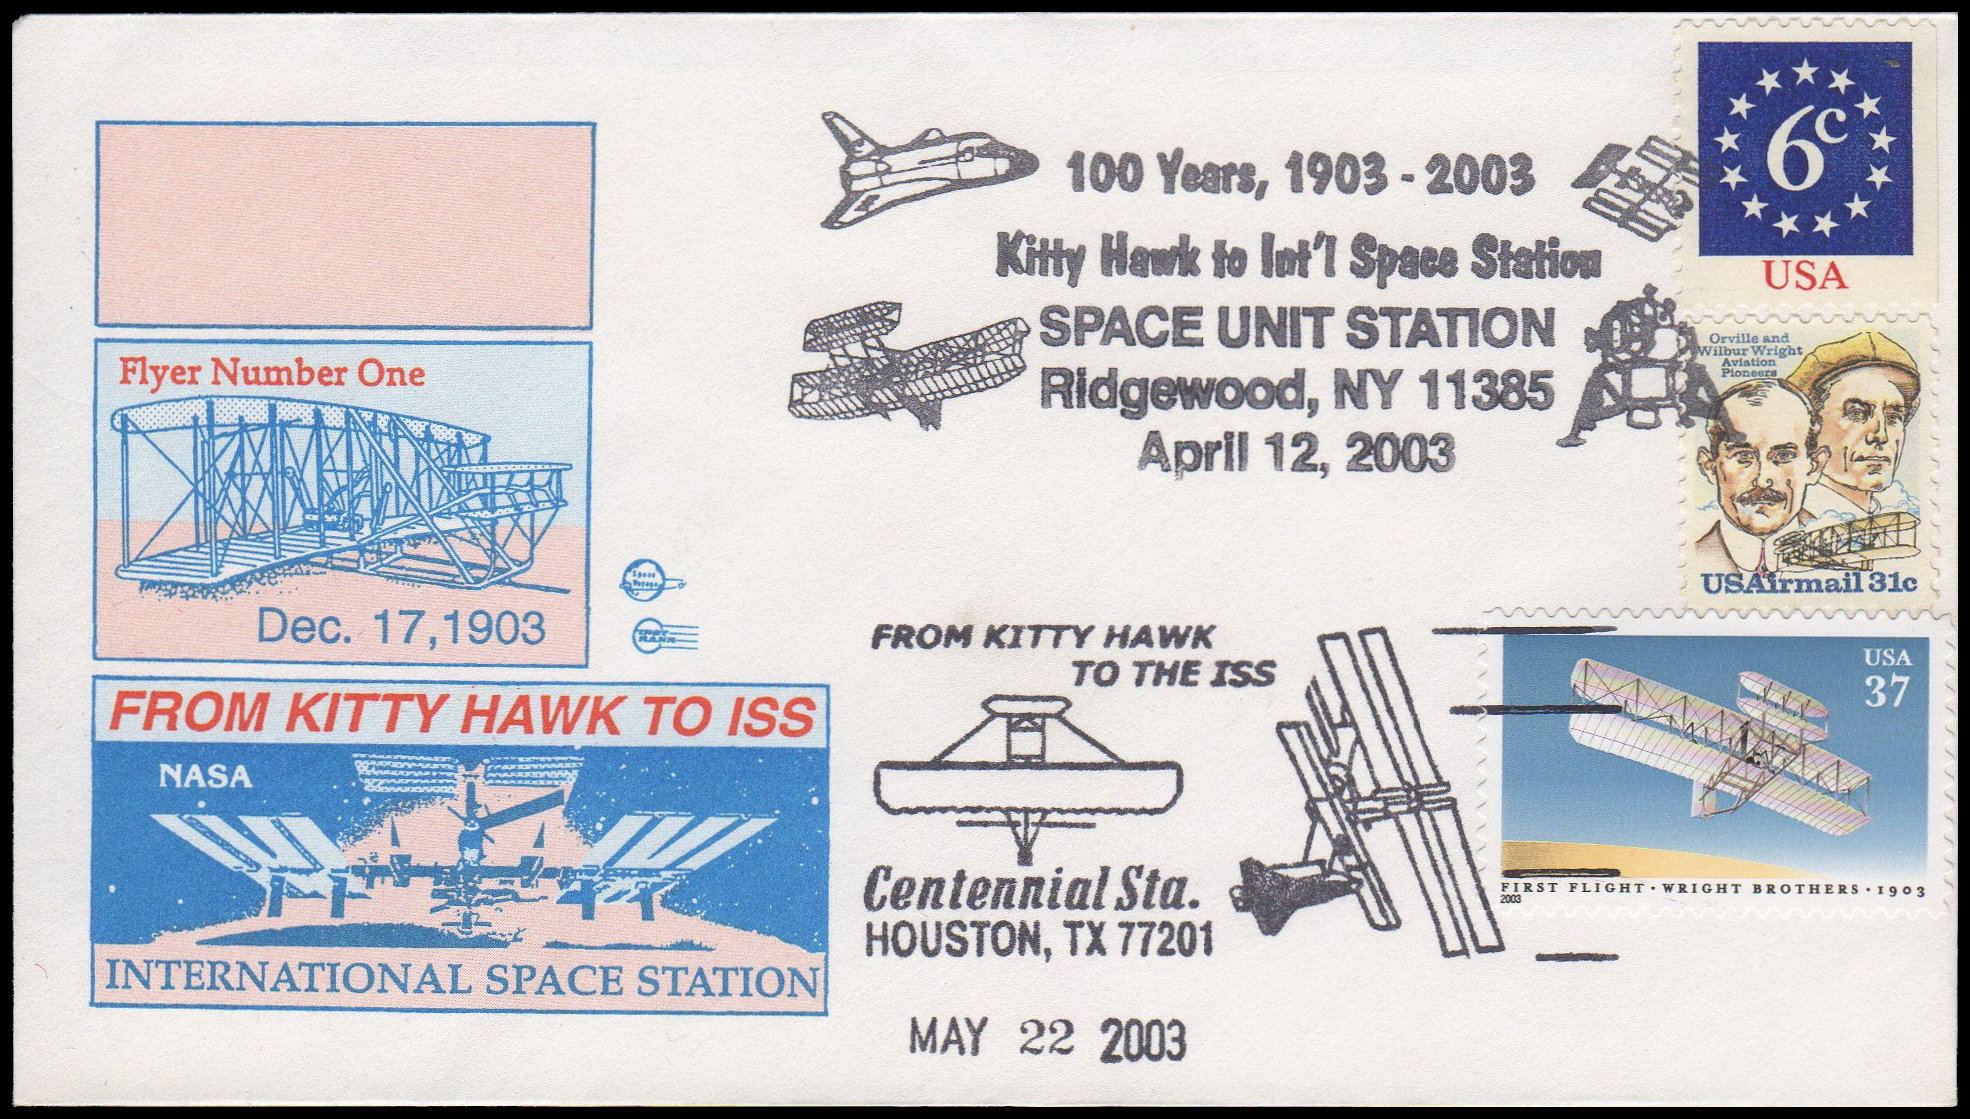 Flyer Number One
Dec. 17, 1903
Space
Voyage
FROM KITTY HAWK TO ISS
NASA
INTERNATIONAL SPACE STATION
100 Years, 1903 - 2003
Kitty Hawk to Int'l Space Station
SPACE UNIT STATION
Ridgewood, NY 11385
April 12, 2003
FROM KITTY HAWK
TO THE ISS
Centennial Sta.
HOUSTON, TX 77201
MAY 22 2003
6c
USA
Orville and
Wilbur Wright
Aviation
Pioneers
USAirmail 31c
USA
37
FIRST FLIGHT · WRIGHT BROTHERS · 1903
2003